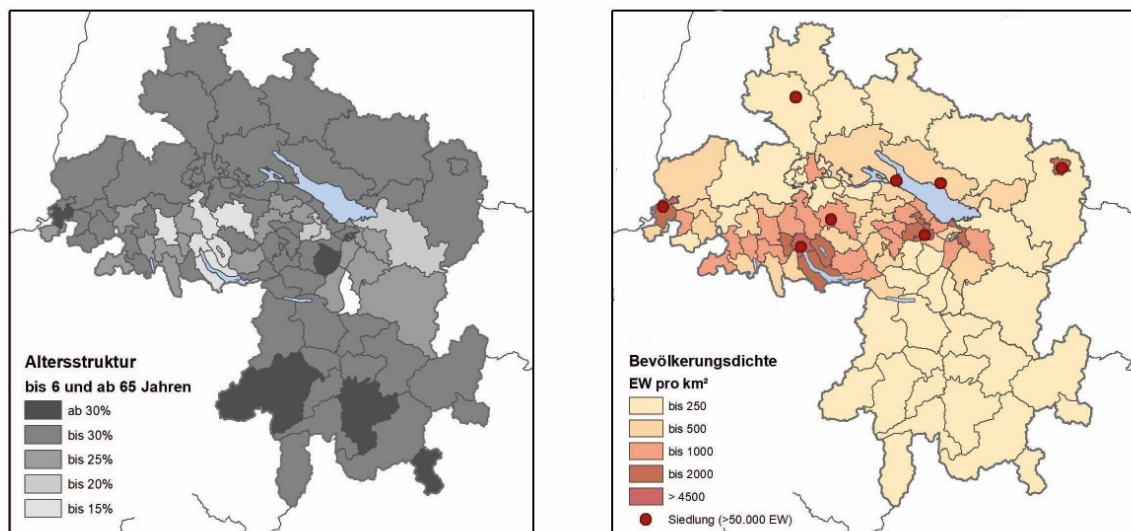 Altersstruktur
bis 6 und ab 65 Jahren
ab 30%
bis 30%
bis 25%
bis 20%
bis 15%
Bevölkerungsdichte
EW pro km²
bis 250
bis 500
bis 1000
bis 2000
> 4500
Siedlung (>50.000 EW)